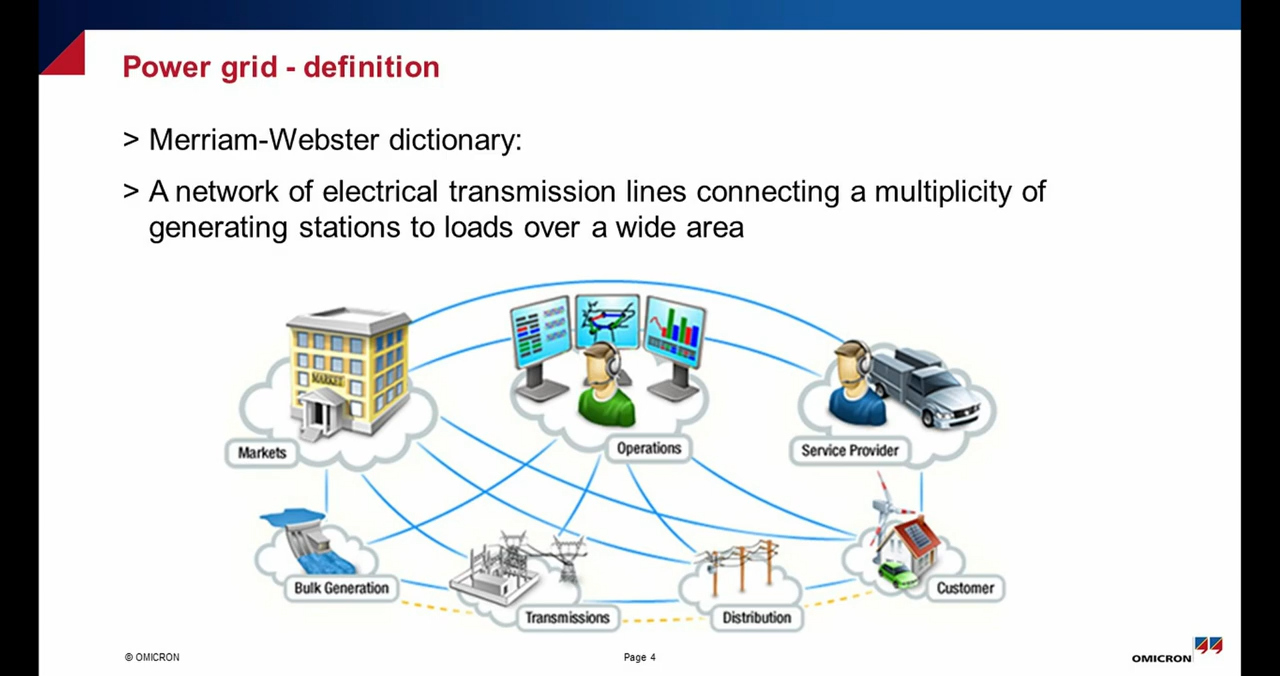 Power grid - definition
> Merriam-Webster dictionary:
> A network of electrical transmission lines connecting a multiplicity of
generating stations to loads over a wide area
MARKET
Markets
Operations
Service Provider
Bulk Generation
Transmissions
Distribution
Customer
© OMICRON
Page 4
OMICRON